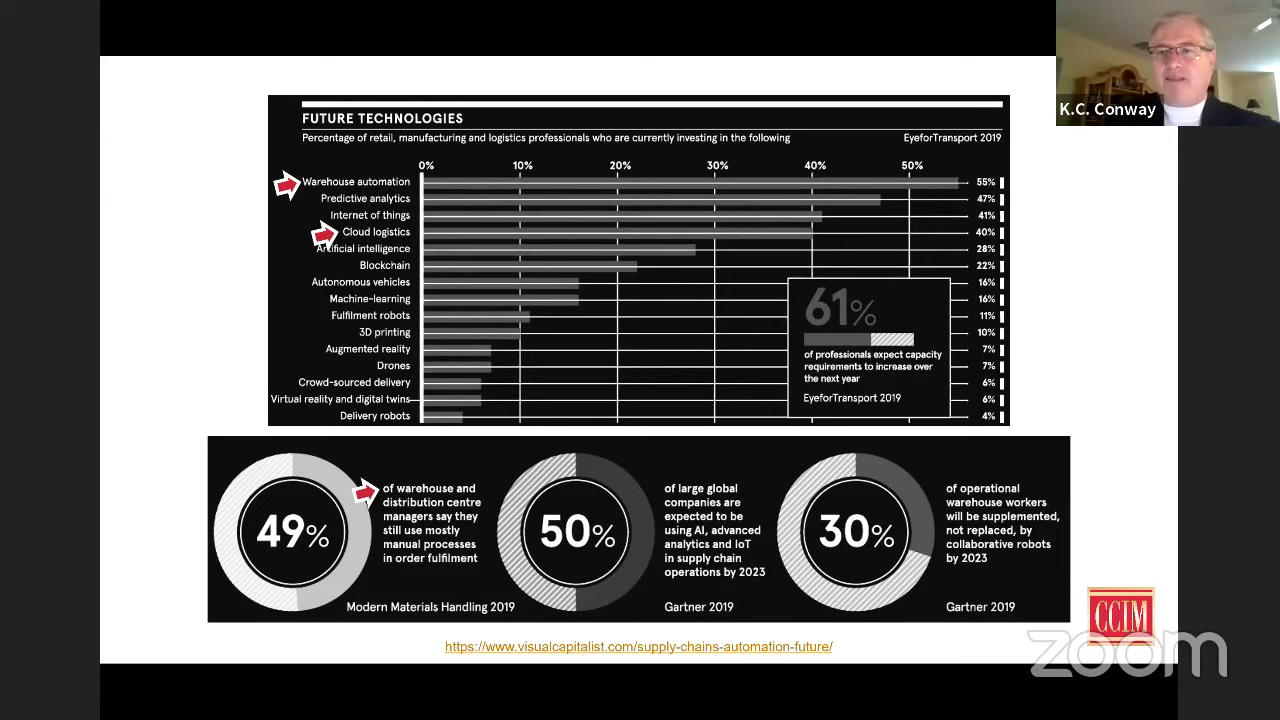 K.C. Conway
FUTURE TECHNOLOGIES
Percentage of retail, manufacturing and logistics professionals who are currently investing in the following
EyeforTransport 2019
0% 10% 20% 30% 40% 50%
Warehouse automation 55%
Predictive analytics 47%
Internet of things 41%
Cloud logistics 40%
Artificial intelligence 28%
Blockchain 22%
Autonomous vehicles 16%
Machine-learning 16%
Fulfilment robots 11%
3D printing 10%
Augmented reality 7%
Drones 7%
Crowd-sourced delivery 6%
Virtual reality and digital twins 6%
Delivery robots 4%
61%
of professionals expect capacity
requirements to increase over
the next year
EyeforTransport 2019
49%
of warehouse and
distribution centre
managers say they
still use mostly
manual processes
in order fulfilment
Modern Materials Handling 2019
50%
of large global
companies are
expected to be
using AI, advanced
analytics and IoT
in supply chain
operations by 2023
Gartner 2019
30%
of operational
warehouse workers
will be supplemented,
not replaced, by
collaborative robots
by 2023
Gartner 2019
https://www.visualcapitalist.com/supply-chains-automation-future/
CCIM
zoom